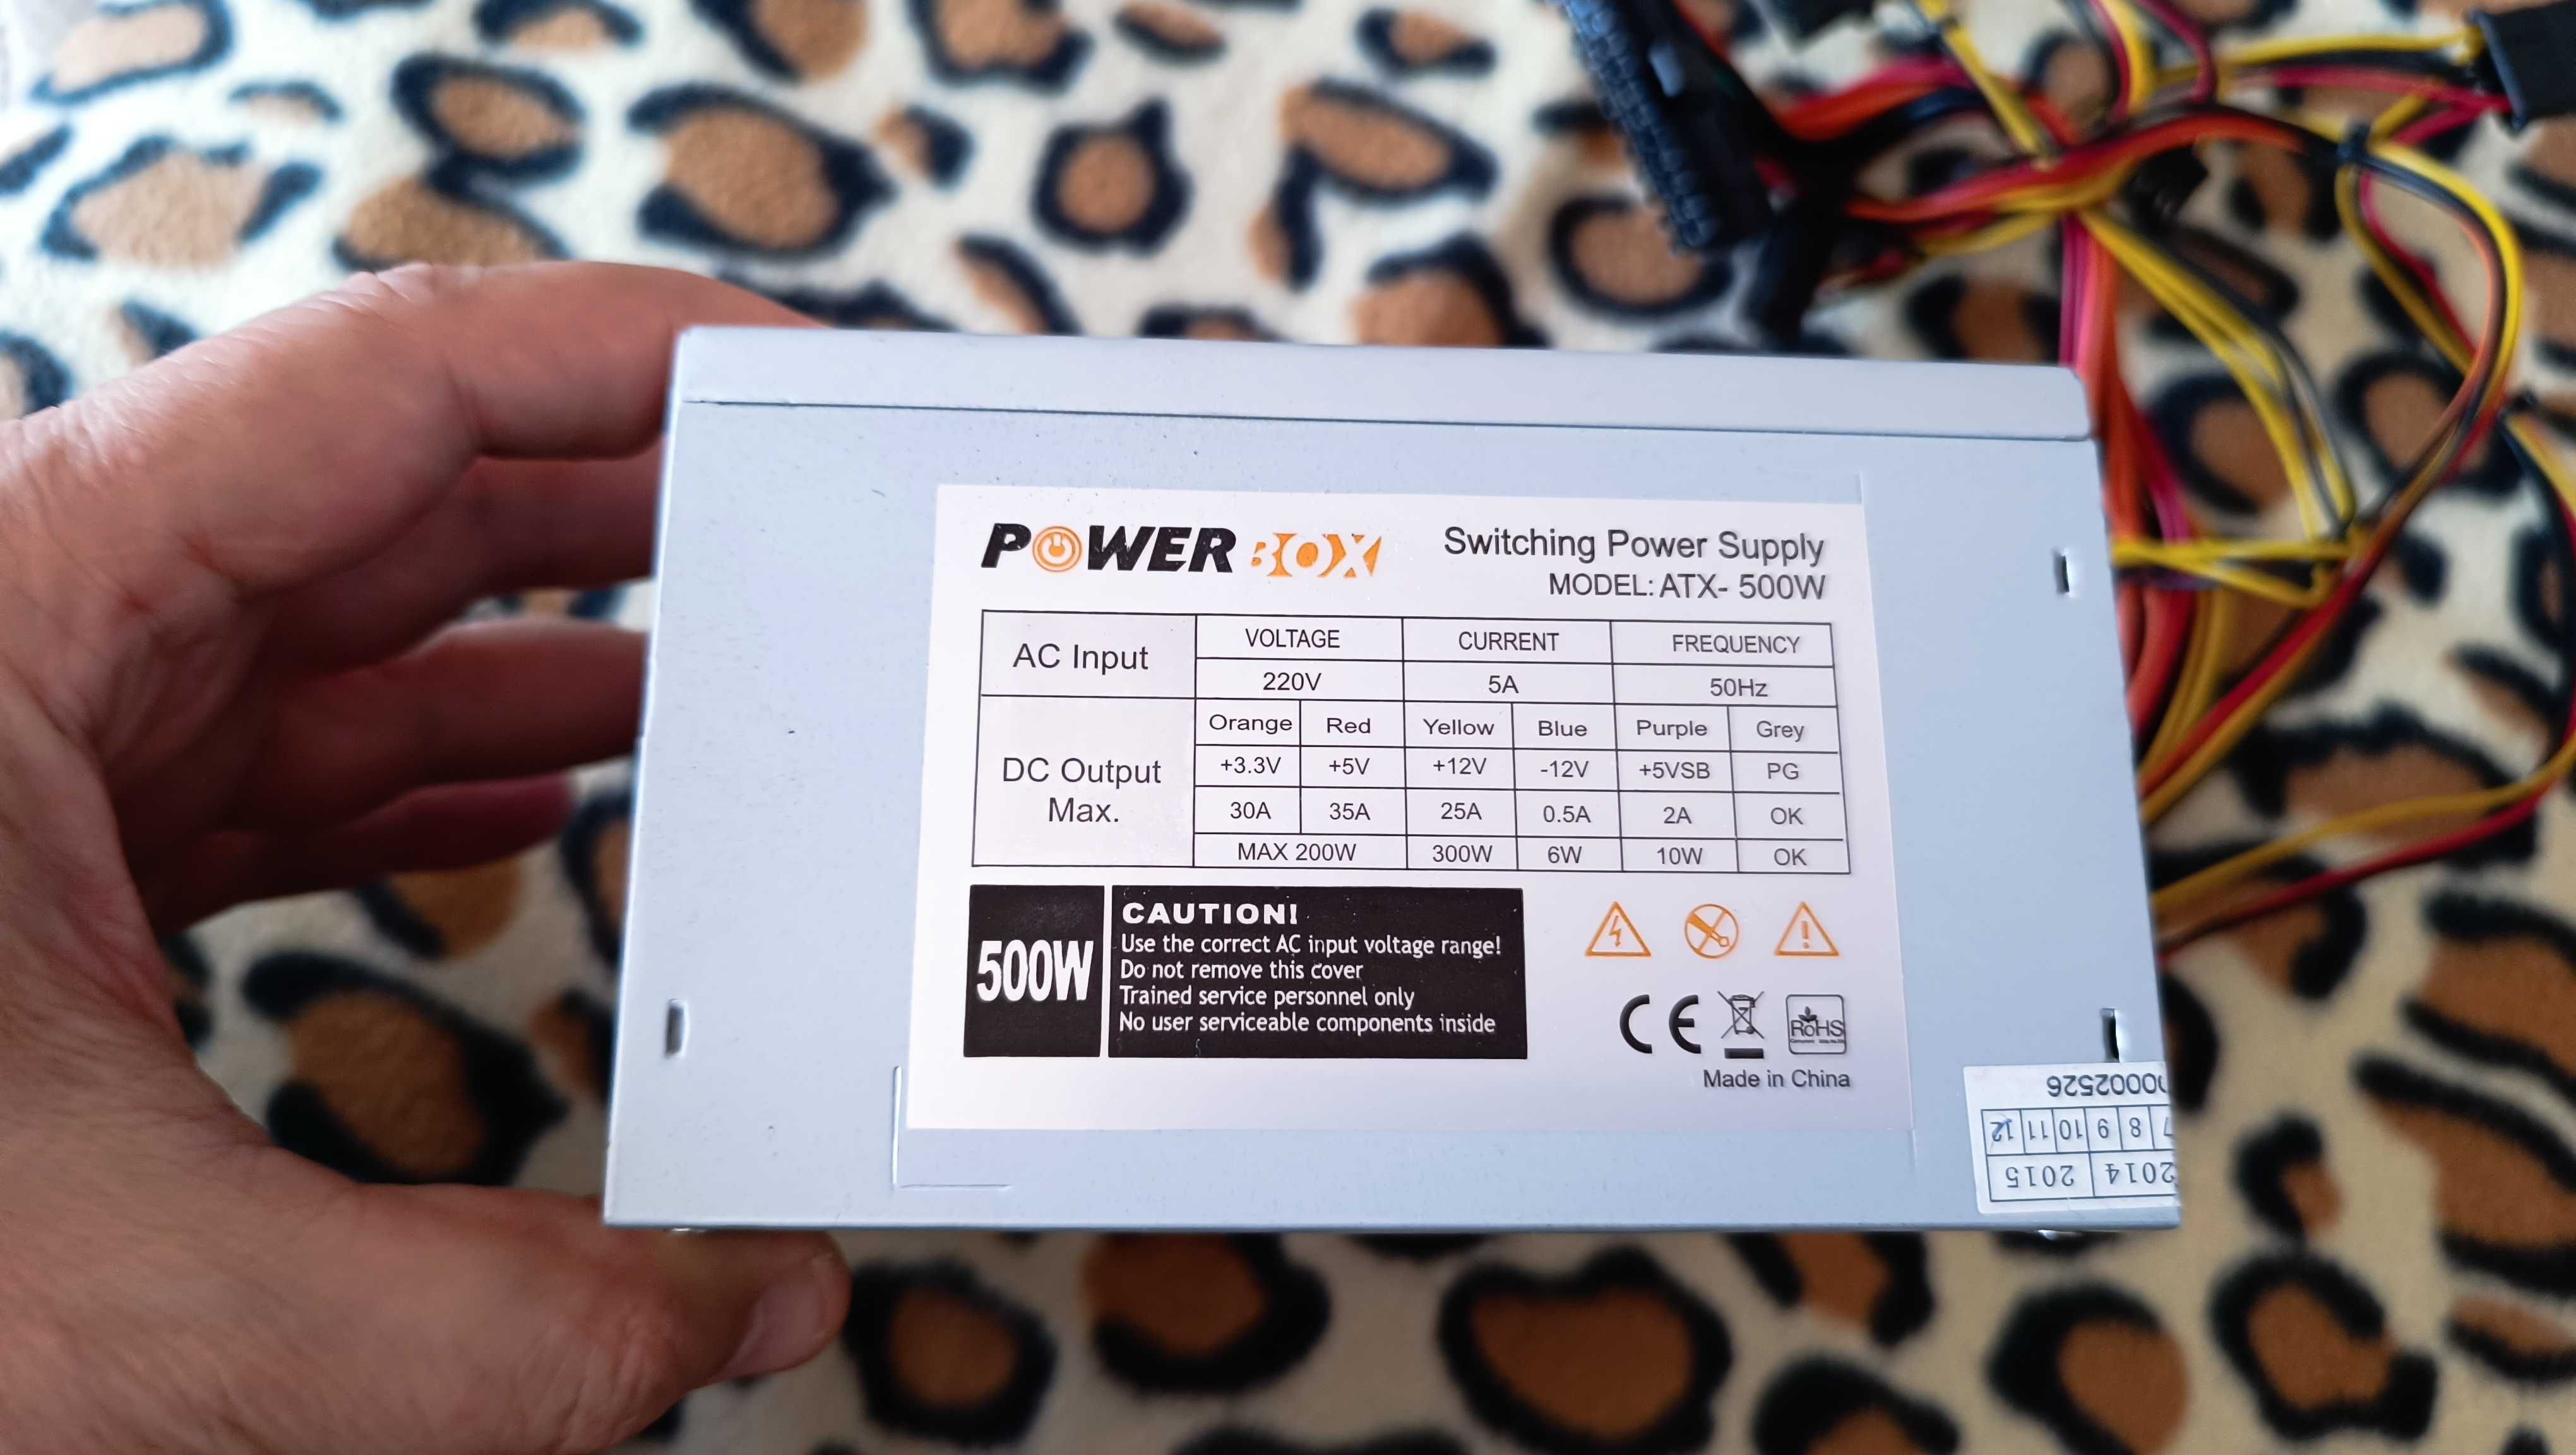 POWER BOX
Switching Power Supply
MODEL: ATX- 500W
AC Input
VOLTAGE CURRENT FREQUENCY
220V 5A 50Hz
DC Output Max.
Orange Red Yellow Blue Purple Grey
+3.3V +5V +12V -12V +5VSB PG
30A 35A 25A 0.5A 2A OK
MAX 200W 300W 6W 10W OK
500W
CAUTION!
Use the correct AC input voltage range!
Do not remove this cover
Trained service personnel only
No user serviceable components inside
CE
RoHS
Made in China
2014 2015
7 8 9 10 11 12
0002526